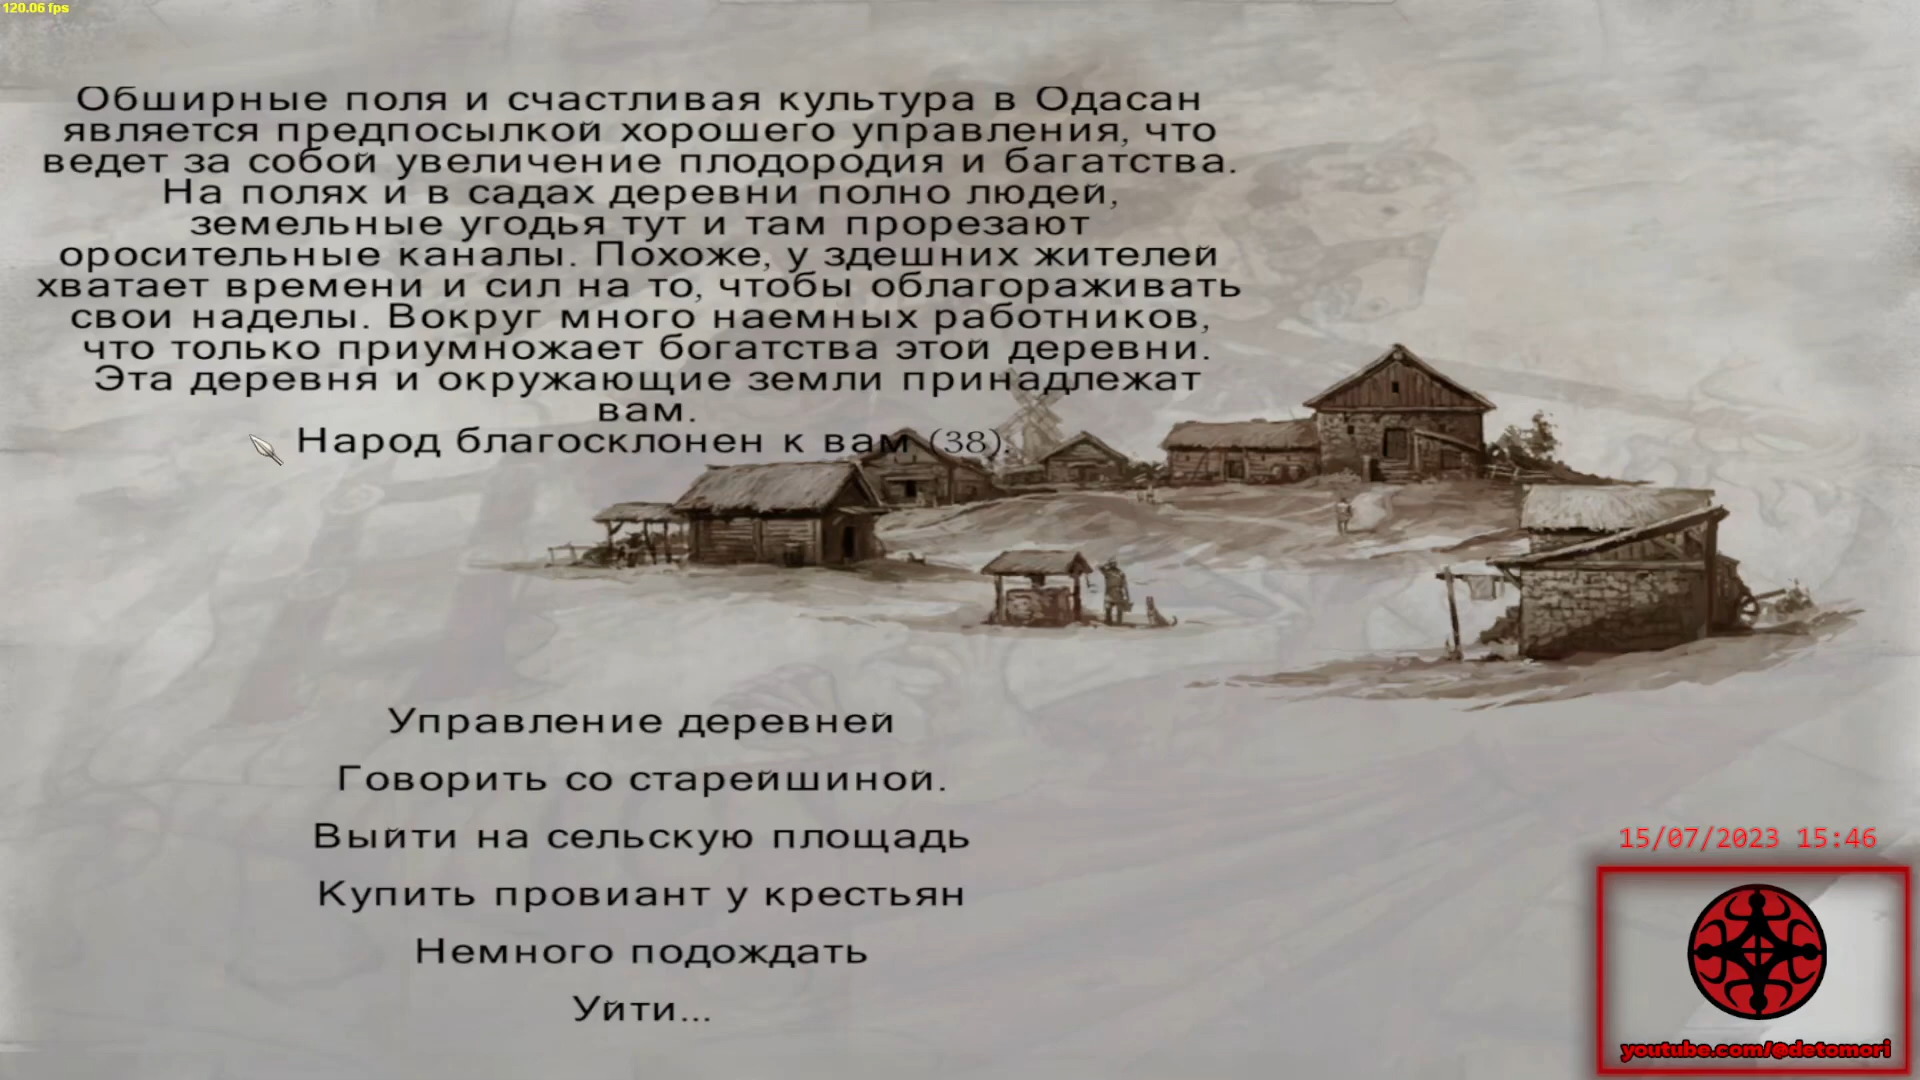 120.06 fps
Обширные поля и счастливая культура в Одасан
является предпосылкой хорошего управления, что
ведет за собой увеличение плодородия и багатства.
На полях и в садах деревни полно людей,
земельные угодья тут и там прорезают
оросительные каналы. Похоже, у здешних жителей
хватает времени и сил на то, чтобы облагораживать
свои наделы. Вокруг много наемных работников,
что только приумножает богатства этой деревни.
Эта деревня и окружающие земли принадлежат
вам.
Народ благосклонен к вам (38).
Управление деревней
Говорить со старейшиной.
Выйти на сельскую площадь
Купить провиант у крестьян
Немного подождать
Уйти...
15/07/2023 15:46
youtube.com/@detomori